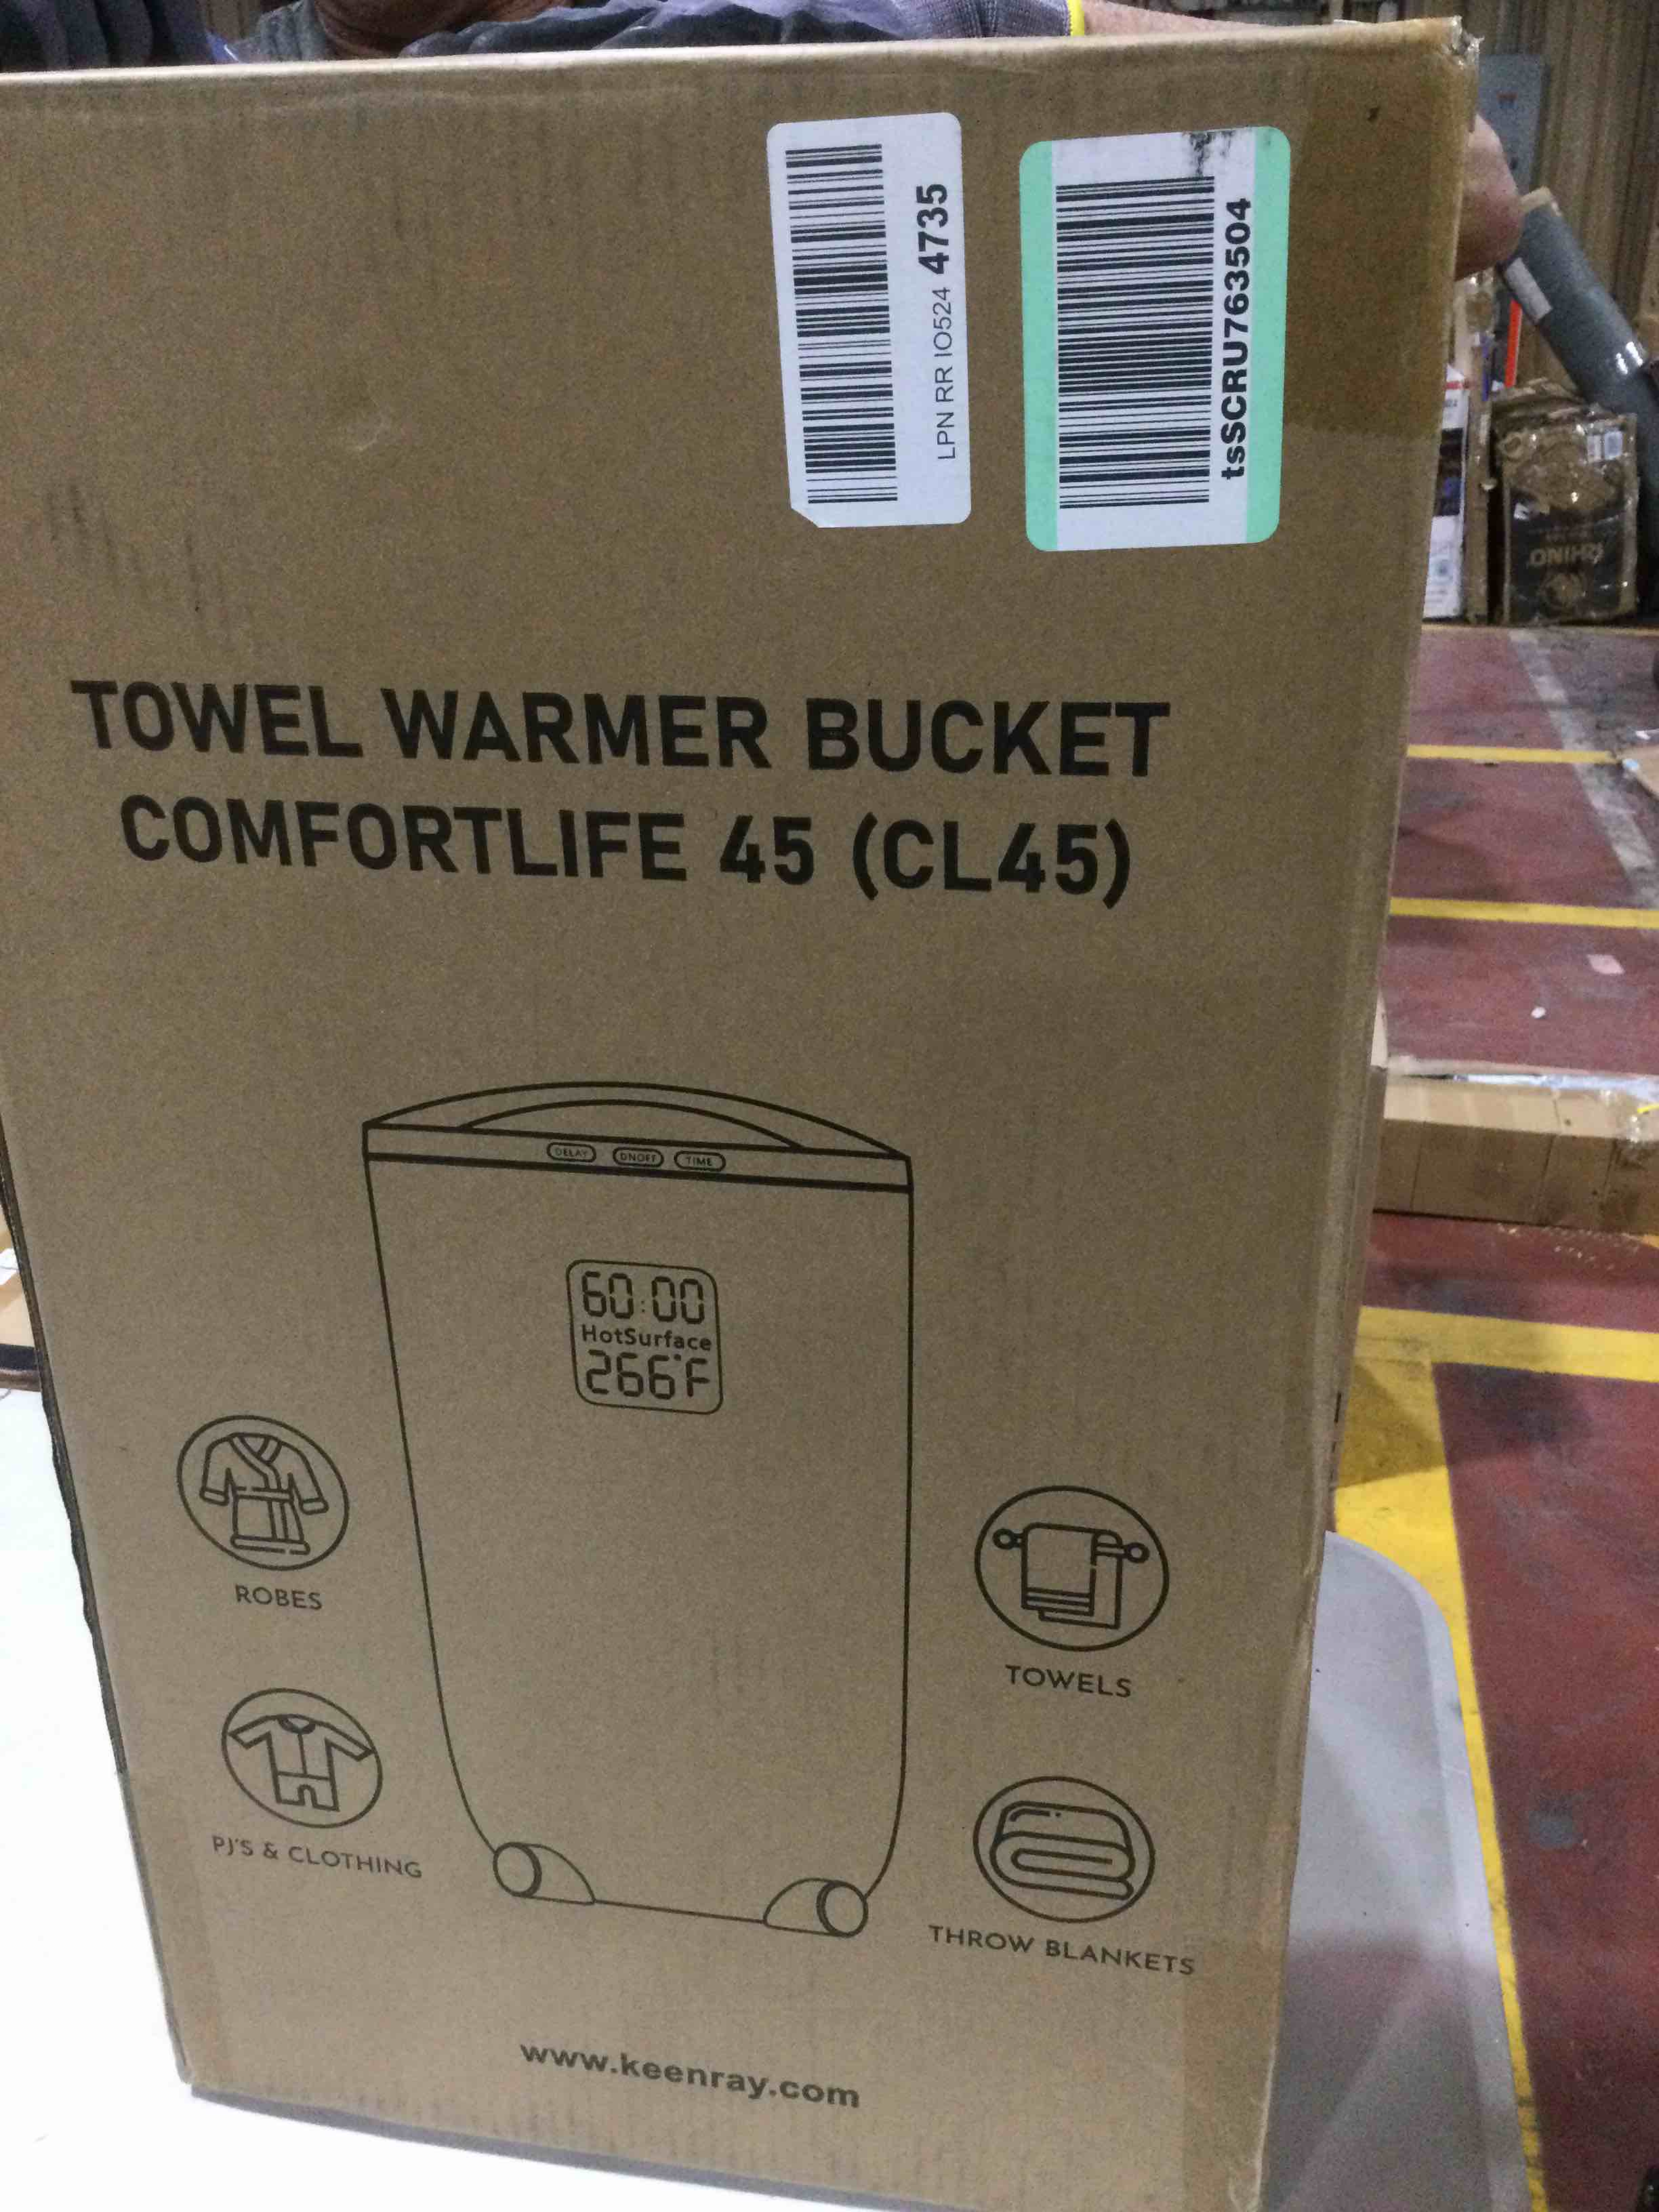 LPN RR IO524 4735
tsSCRU763504
TOWEL WARMER BUCKET
COMFORTLIFE 45 (CL45)
DELAY ONOFF TIME
60:00
HotSurface
266°F
ROBES
TOWELS
PJ'S & CLOTHING
THROW BLANKETS
www.keenray.com